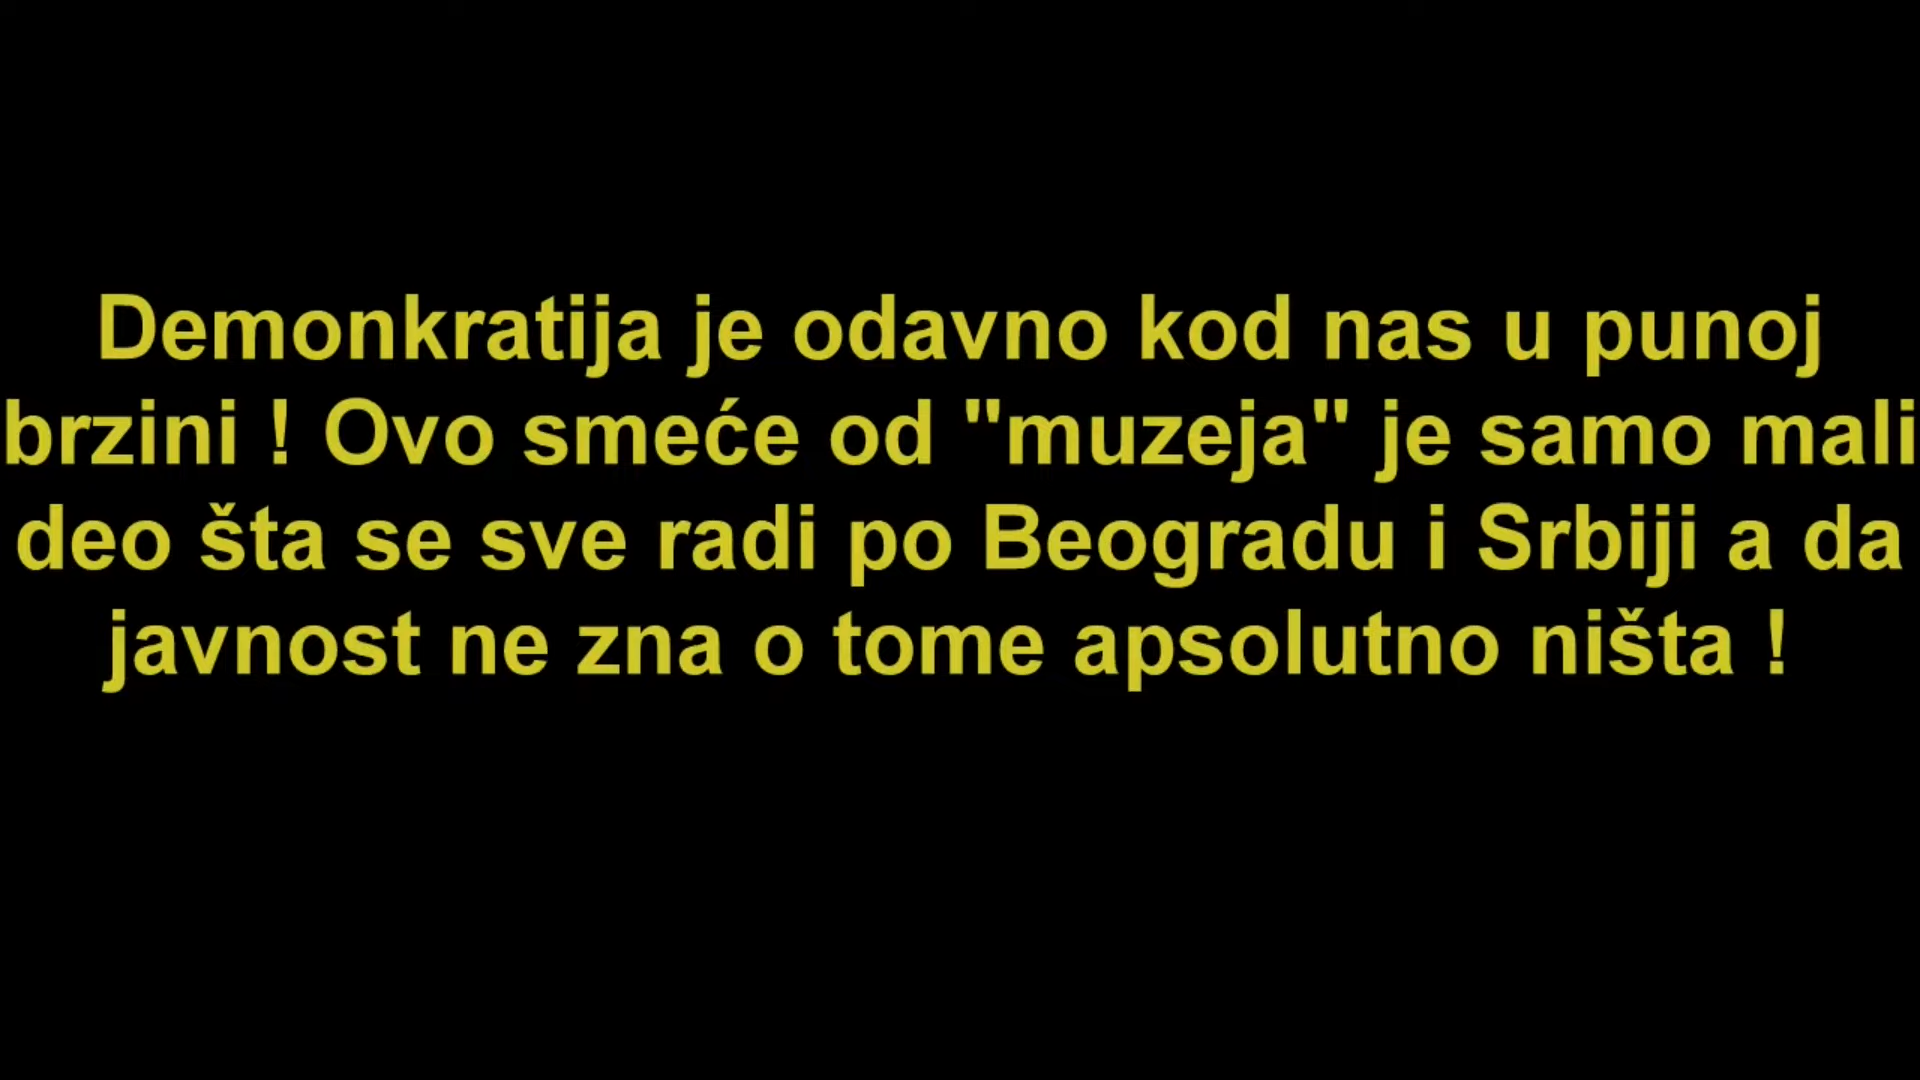 Demonkratija je odavno kod nas u punoj
brzini ! Ovo smeće od "muzeja" je samo mali
deo šta se sve radi po Beogradu i Srbiji a da
javnost ne zna o tome apsolutno ništa !